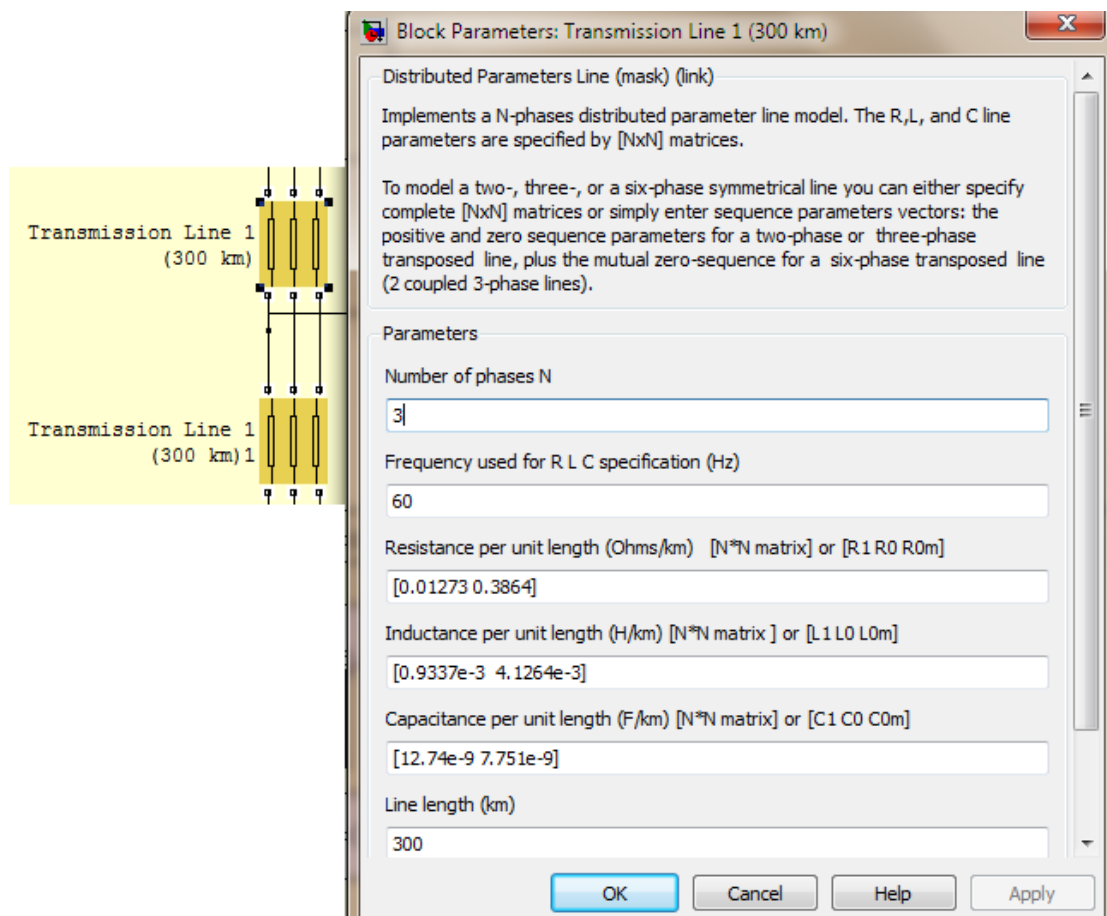 Block Parameters: Transmission Line 1 (300 km)
X
Distributed Parameters Line (mask) (link)
Implements a N-phases distributed parameter line model. The R,L, and C line
parameters are specified by [NxN] matrices.
To model a two-, three-, or a six-phase symmetrical line you can either specify
complete [NxN] matrices or simply enter sequence parameters vectors: the
positive and zero sequence parameters for a two-phase or three-phase
transposed line, plus the mutual zero-sequence for a six-phase transposed line
(2 coupled 3-phase lines).
Transmission Line 1
(300 km)
Transmission Line 1
(300 km)1
Parameters
Number of phases N
3
Frequency used for R L C specification (Hz)
60
Resistance per unit length (Ohms/km) [N*N matrix] or [R1 R0 R0m]
[0.01273 0.3864]
Inductance per unit length (H/km) [N*N matrix ] or [L1 L0 L0m]
[0.9337e-3 4.1264e-3]
Capacitance per unit length (F/km) [N*N matrix] or [C1 C0 C0m]
[12.74e-9 7.751e-9]
Line length (km)
300
OK
Cancel
Help
Apply